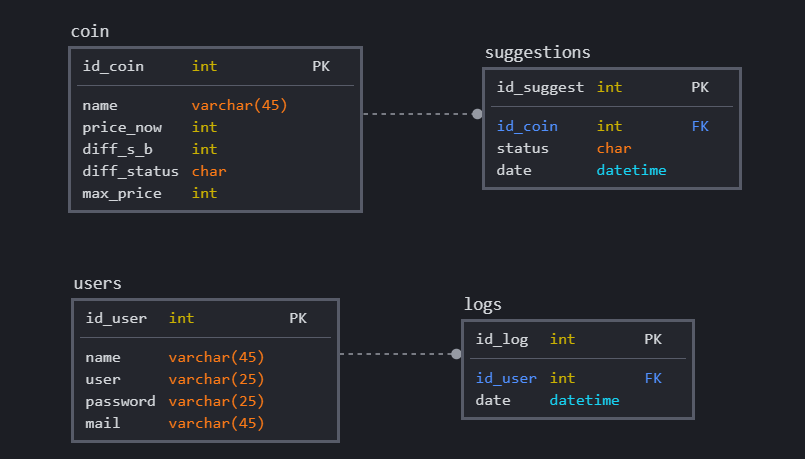 coin
id_coin int PK
name varchar(45)
price_now int
diff_s_b int
diff_status char
max_price int
suggestions
id_suggest int PK
id_coin int FK
status char
date datetime
users
id_user int PK
name varchar(45)
user varchar(25)
password varchar(25)
mail varchar(45)
logs
id_log int PK
id_user int FK
date datetime